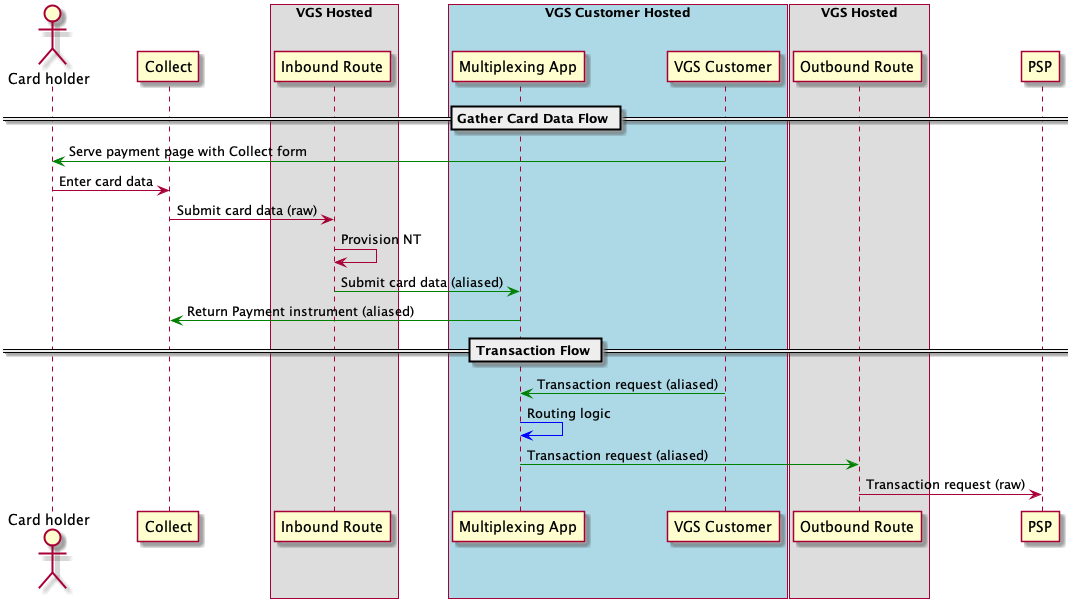 VGS Hosted
VGS Customer Hosted
VGS Hosted
Card holder
Collect
Inbound Route
Multiplexing App
VGS Customer
Outbound Route
PSP
Gather Card Data Flow
Serve payment page with Collect form
Enter card data
Submit card data (raw)
Provision NT
Submit card data (aliased)
Return Payment instrument (aliased)
Transaction Flow
Transaction request (aliased)
Routing logic
Transaction request (aliased)
Transaction request (raw)
Card holder
Collect
Inbound Route
Multiplexing App
VGS Customer
Outbound Route
PSP